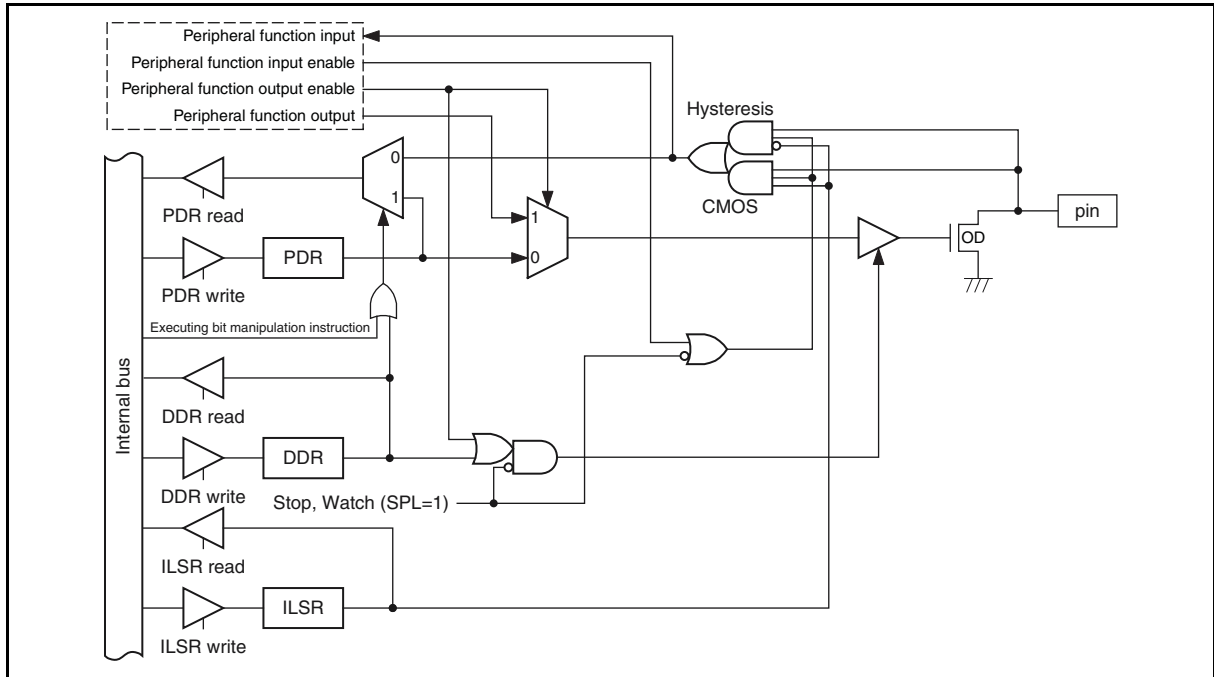 Peripheral function input
Peripheral function input enable
Peripheral function output enable
Peripheral function output
Hysteresis
CMOS
0
1
PDR read
1
0
pin
OD
PDR
PDR write
Executing bit manipulation instruction
Internal bus
DDR read
DDR
DDR write
Stop, Watch (SPL=1)
ILSR read
ILSR
ILSR write